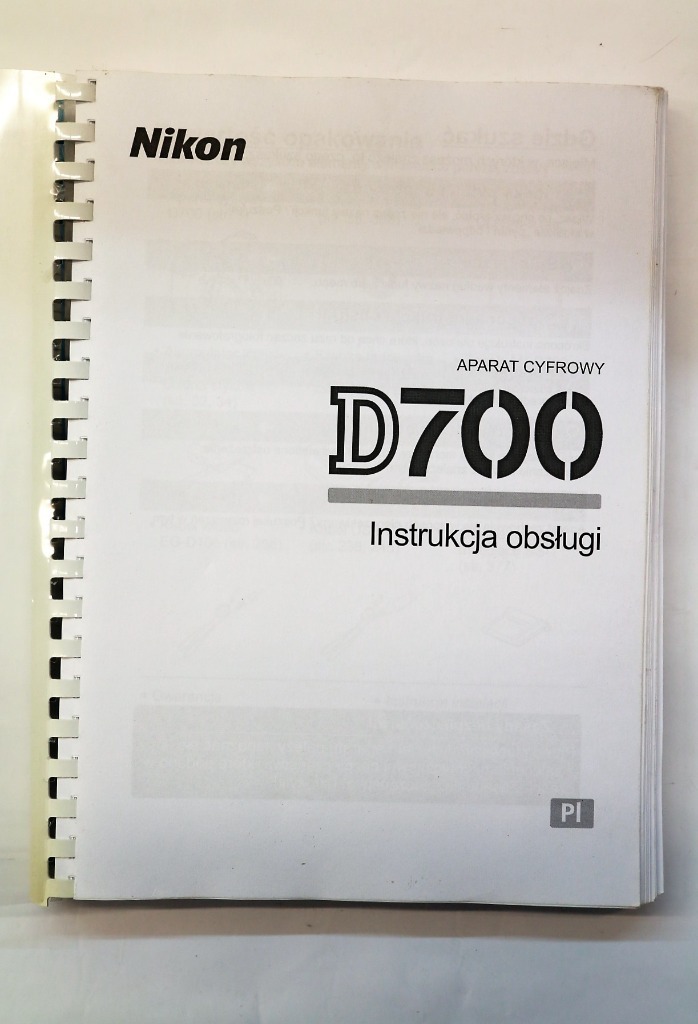 Nikon
APARAT CYFROWY
D700
Instrukcja obsługi
Pl